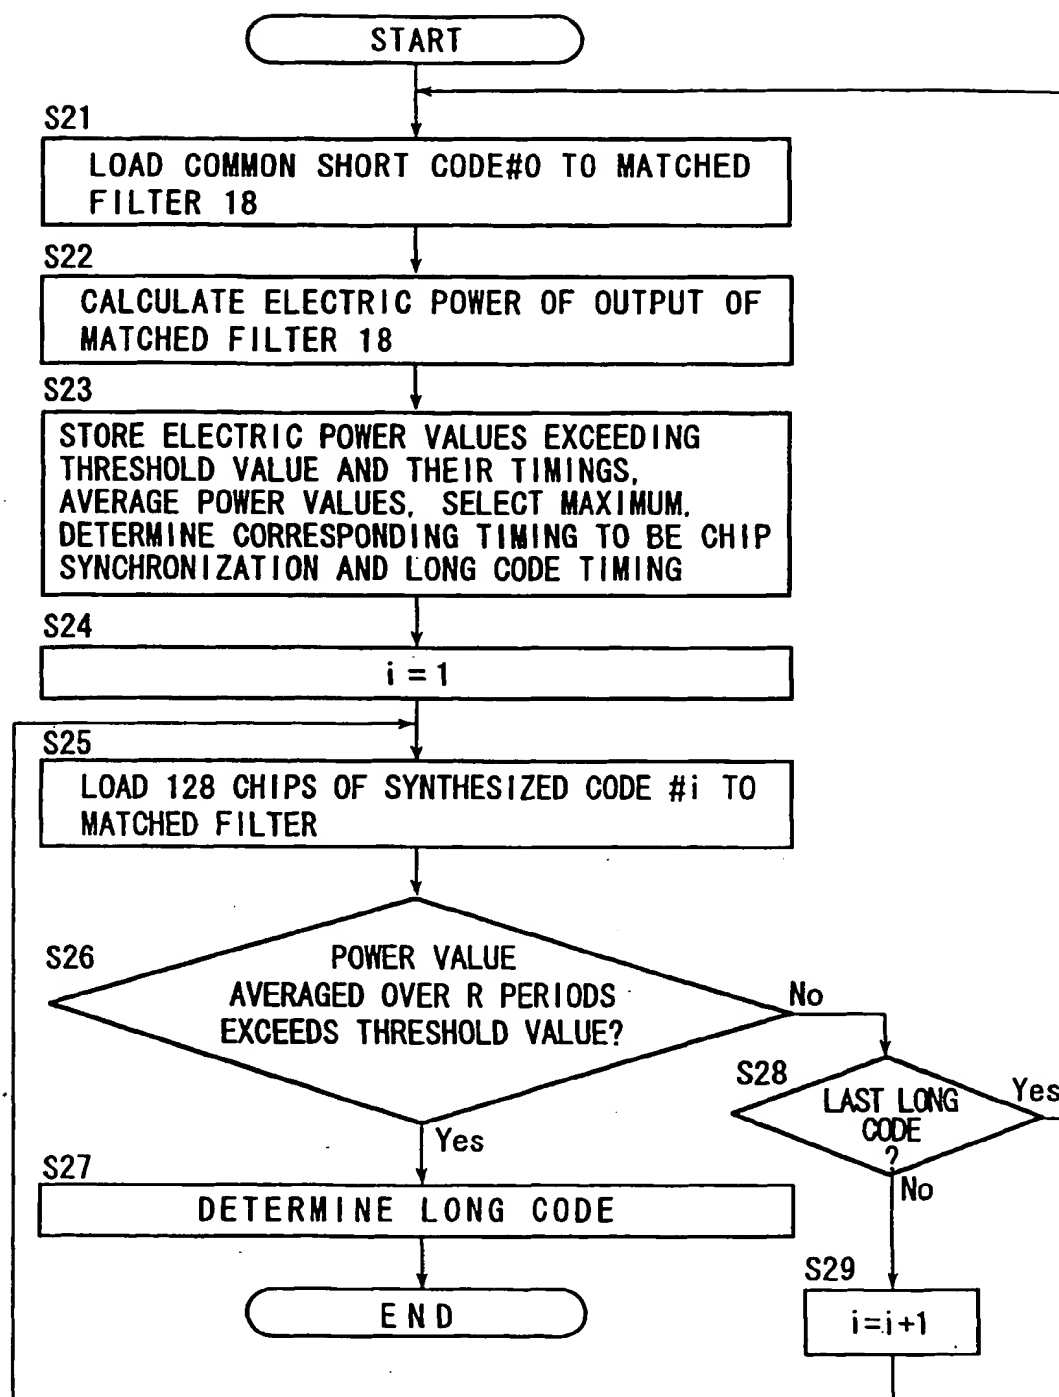 START
S21
LOAD COMMON SHORT CODE#0 TO MATCHED
FILTER 18
S22
CALCULATE ELECTRIC POWER OF OUTPUT OF
MATCHED FILTER 18
S23
STORE ELECTRIC POWER VALUES EXCEEDING
THRESHOLD VALUE AND THEIR TIMINGS,
AVERAGE POWER VALUES, SELECT MAXIMUM.
DETERMINE CORRESPONDING TIMING TO BE CHIP
SYNCHRONIZATION AND LONG CODE TIMING
S24
i = 1
S25
LOAD 128 CHIPS OF SYNTHESIZED CODE #i TO
MATCHED FILTER
S26
POWER VALUE
AVERAGED OVER R PERIODS
EXCEEDS THRESHOLD VALUE?
No
S28
LAST LONG
CODE
?
Yes
No
Yes
S27
DETERMINE LONG CODE
S29
i=i+1
END